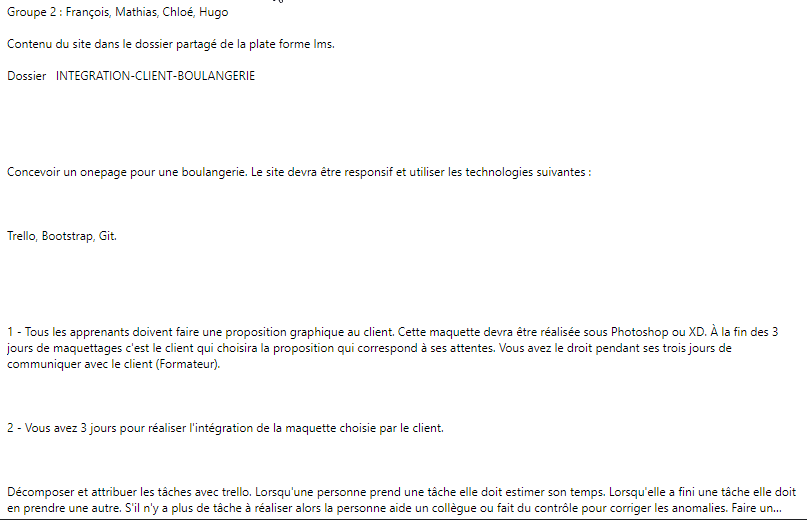 Groupe 2 : François, Mathias, Chloé, Hugo
Contenu du site dans le dossier partagé de la plate forme lms.
Dossier INTEGRATION-CLIENT-BOULANGERIE
Concevoir un onepage pour une boulangerie. Le site devra être responsif et utiliser les technologies suivantes :
Trello, Bootstrap, Git.
1 - Tous les apprenants doivent faire une proposition graphique au client. Cette maquette devra être réalisée sous Photoshop ou XD. À la fin des 3
jours de maquettages c'est le client qui choisira la proposition qui correspond à ses attentes. Vous avez le droit pendant ses trois jours de
communiquer avec le client (Formateur).
2 - Vous avez 3 jours pour réaliser l'intégration de la maquette choisie par le client.
Décomposer et attribuer les tâches avec trello. Lorsqu'une personne prend une tâche elle doit estimer son temps. Lorsqu'elle a fini une tâche elle doit
en prendre une autre. S'il n'y a plus de tâche à réaliser alors la personne aide un collègue ou fait du contrôle pour corriger les anomalies. Faire un...